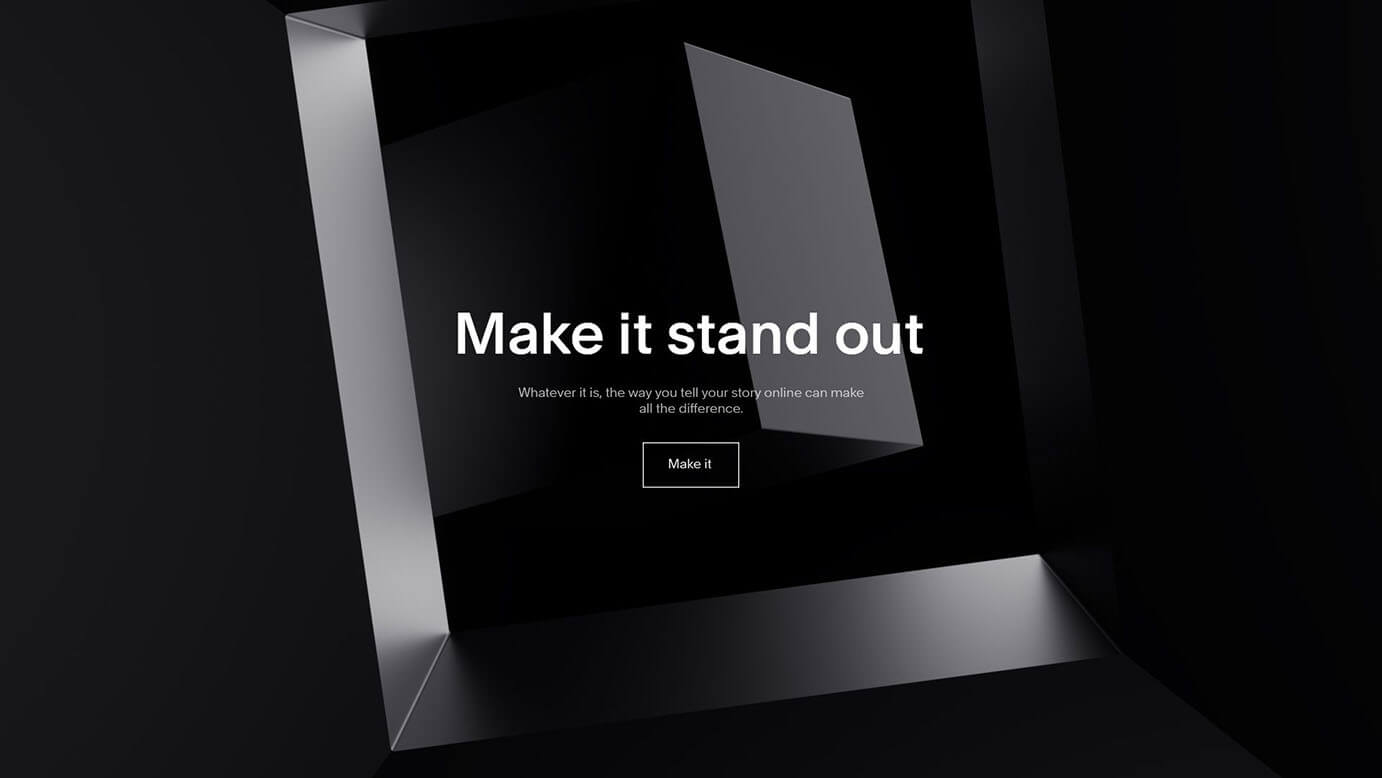 Make it stand out
Whatever it is, the way you tell your story online can make
all the difference.
Make it